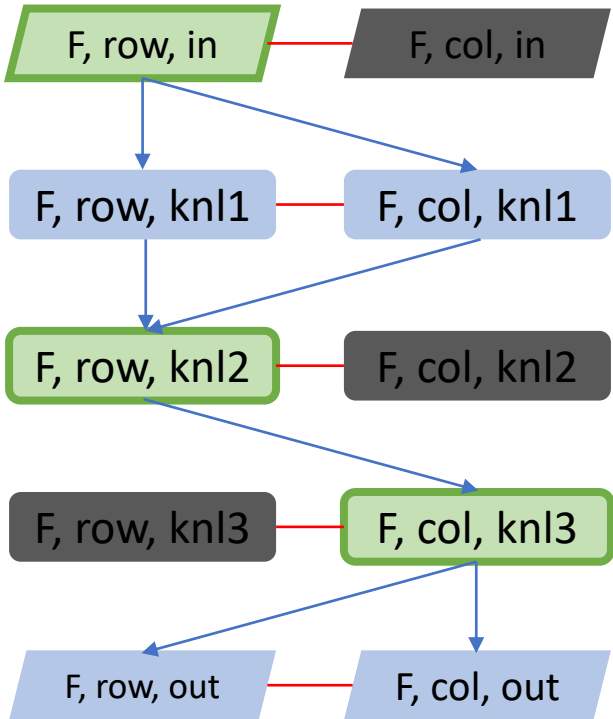 F, row, in
F, col, in
F, row, knl1
F, col, knl1
F, row, knl2
F, col, knl2
F, row, knl3
F, col, knl3
F, row, out
F, col, out